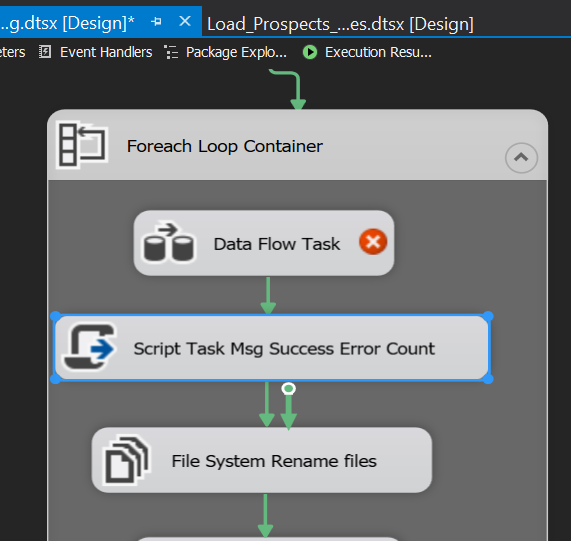 ...g.dtsx [Design]* Load_Prospects_...es.dtsx [Design]
eters Event Handlers Package Explo... Execution Resu...
Foreach Loop Container
Data Flow Task
Script Task Msg Success Error Count
File System Rename files